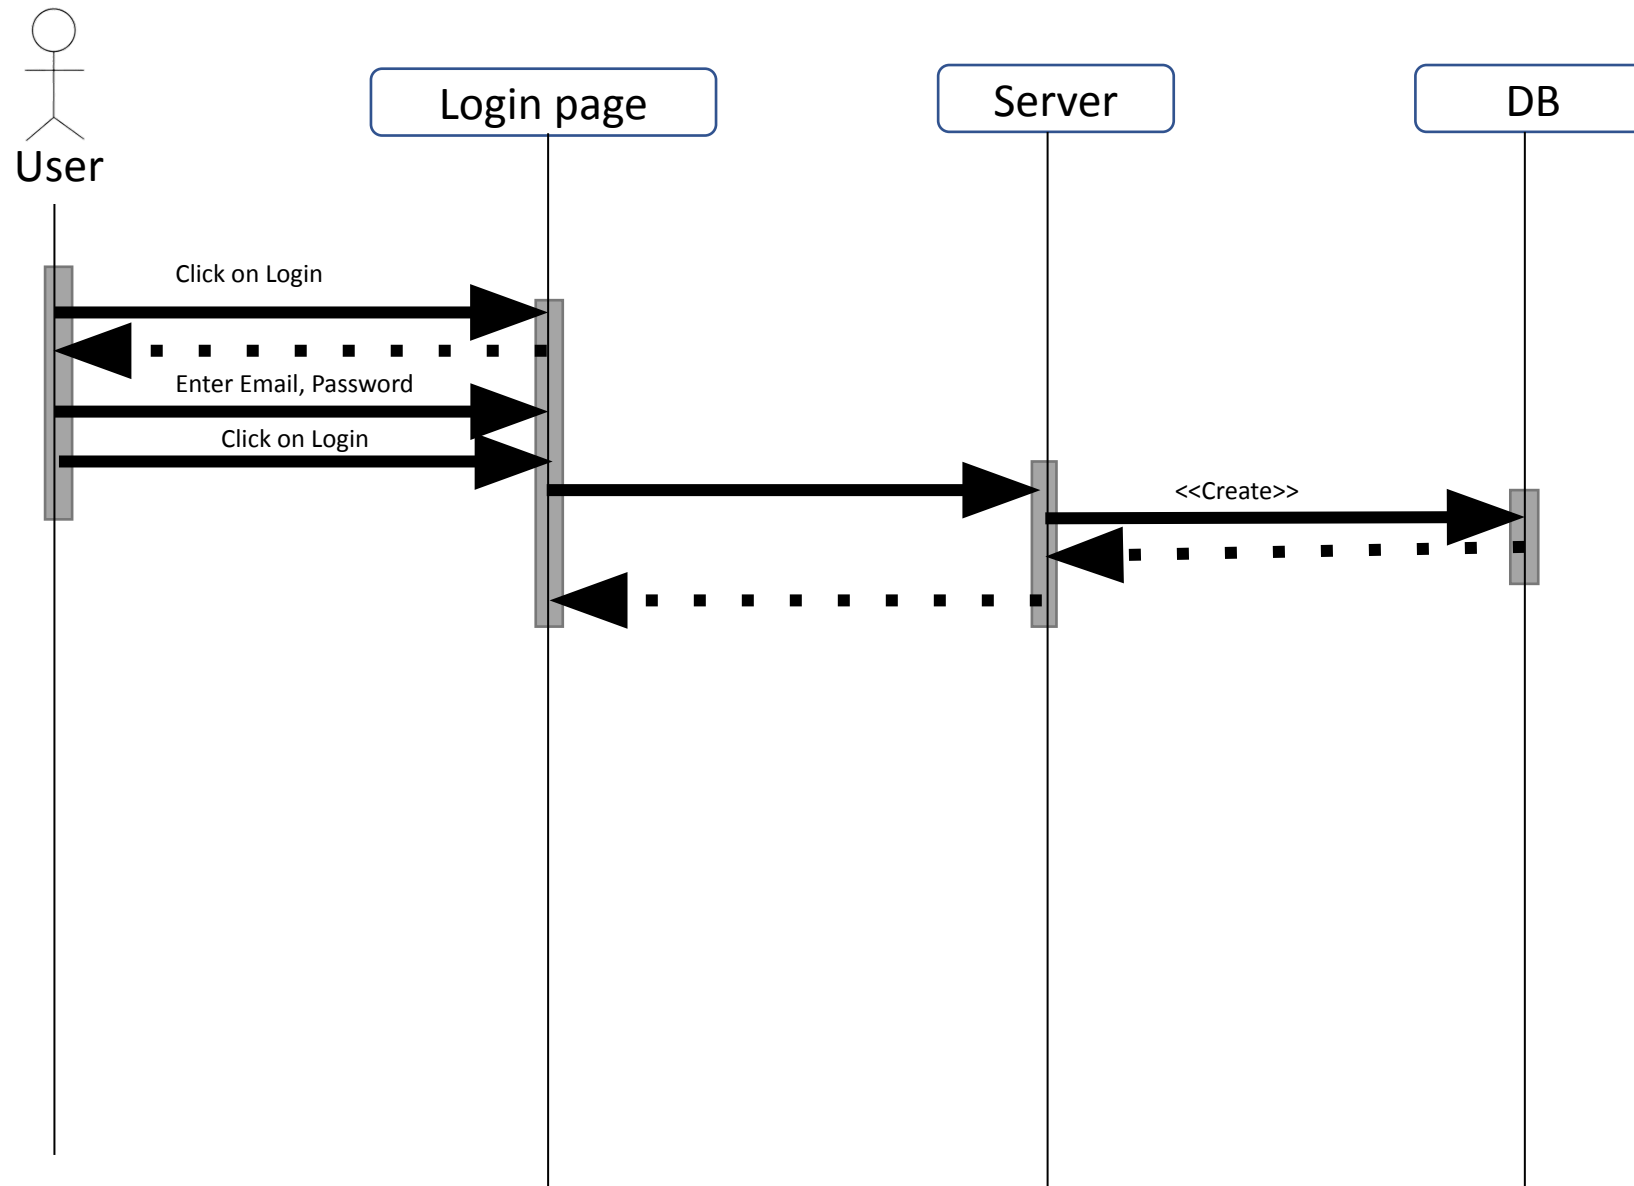 Login page
Server
DB
User
Click on Login
Enter Email, Password
Click on Login
<<Create>>